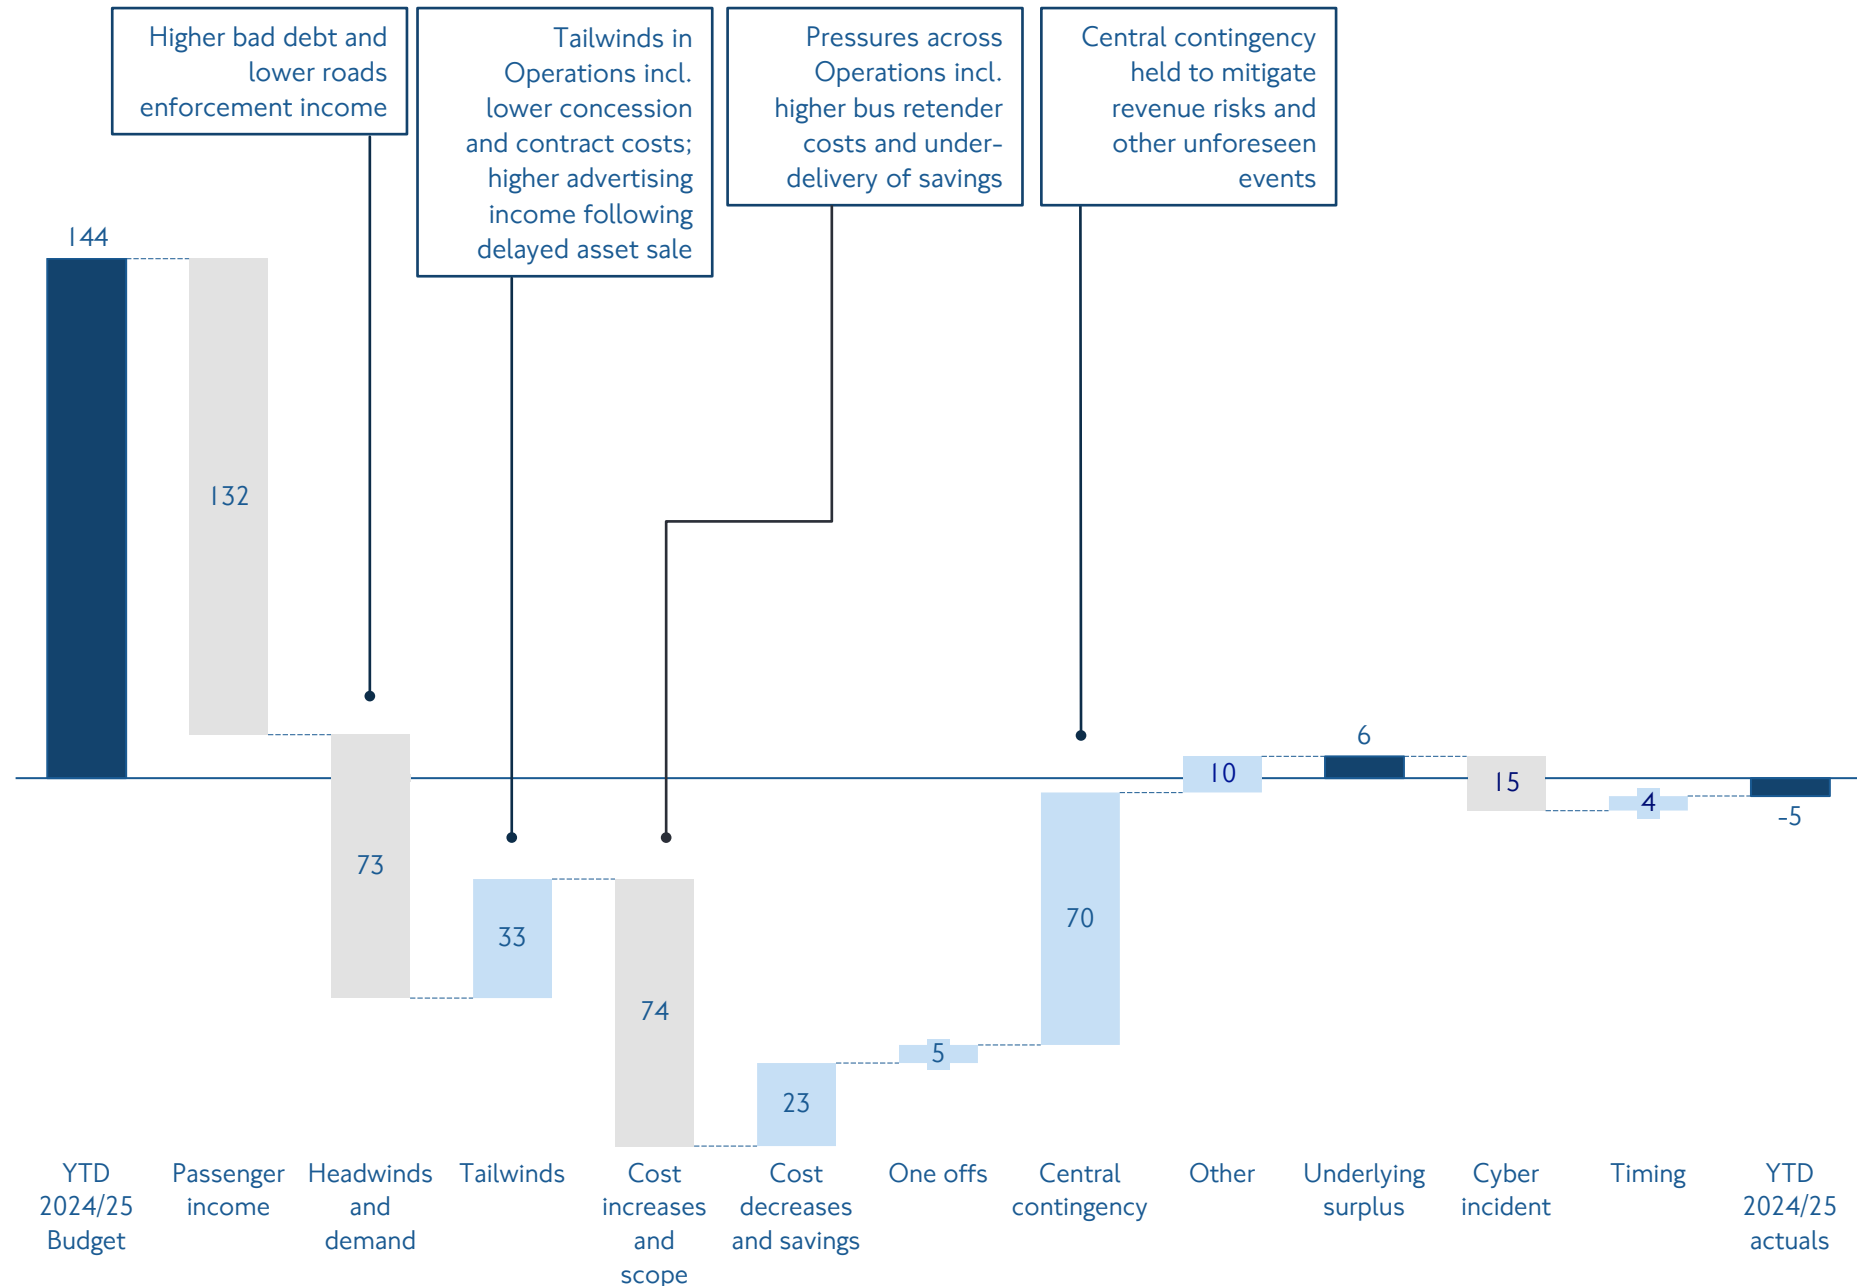 Higher bad debt and
lower roads
enforcement income
Tailwinds in
Operations incl.
lower concession
and contract costs;
higher advertising
income following
delayed asset sale
Pressures across
Operations incl.
higher bus retender
costs and under-
delivery of savings
Central contingency
held to mitigate
revenue risks and
other unforeseen
events
144
132
73
33
74
23
5
70
10
6
15
4
-5
YTD
2024/25
Budget
Passenger
income
Headwinds
and
demand
Tailwinds
Cost
increases
and
scope
Cost
decreases
and savings
One offs
Central
contingency
Other
Underlying
surplus
Cyber
incident
Timing
YTD
2024/25
actuals